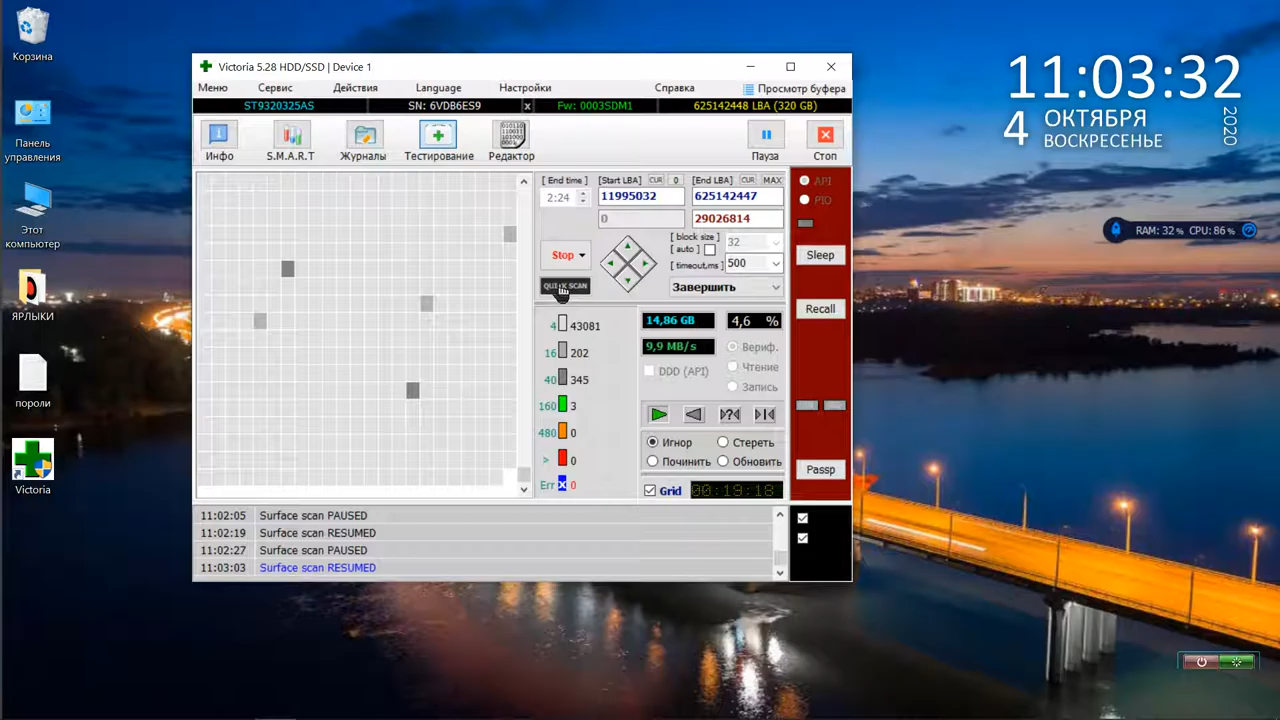 Корзина
Панель
управления
Этот
компьютер
ЯРЛЫКИ
пороли
Victoria
Victoria 5.28 HDD/SSD | Device 1
Меню Сервис Действия Language Настройки Справка Просмотр буфера
ST9320325AS SN: 6VDB6ES9 x Fw: 0003SDM1 625142448 LBA (320 GB)
Инфо S.M.A.R.T Журналы Тестирование Редактор Пауза Стоп
[ End time ] [Start LBA] CUR 0 [End LBA] CUR MAX
2:24 11995032 625142447
0 29026814
[ block size ]
[ auto ] 32
[ timeout,ms ] 500
Stop
QUICK SCAN
Завершить
4 43081
16 202
40 345
160 3
480 0
> 0
Err x 0
14,86 GB 4,6 %
9,9 MB/s Вериф.
DDD (API) Чтение
Запись
Игнор Стереть
Починить Обновить
Grid 00:19:18
API
PIO
Sleep
Recall
Passp
11:02:05 Surface scan PAUSED
11:02:19 Surface scan RESUMED
11:02:27 Surface scan PAUSED
11:03:03 Surface scan RESUMED
11:03:32
4 ОКТЯБРЯ
ВОСКРЕСЕНЬЕ
2020
RAM: 32 % CPU: 86 %